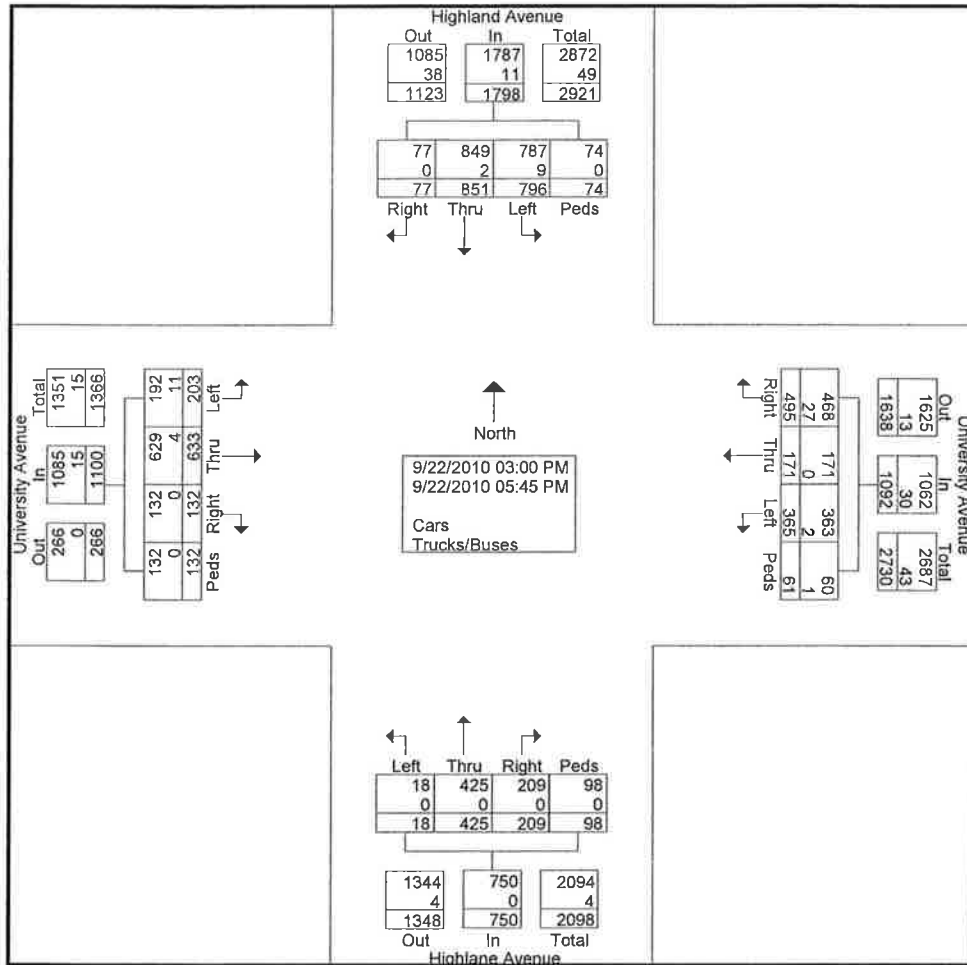 Highland Avenue
Out In Total
1085 1787 2872
38 11 49
1123 1798 2921
77 849 787 74
0 2 9 0
77 851 796 74
Right Thru Left Peds
University Avenue
Out In Total
266 1085 1351
0 15 15
266 1100 1366
192 629 132 132
11 4 0 0
203 633 132 132
Left Thru Right Peds
North
9/22/2010 03:00 PM
9/22/2010 05:45 PM
Cars
Trucks/Buses
Right Thru Left Peds
495 171 365 61
27 0 2 1
468 171 363 60
University Avenue
Out In Total
1625 1062 2687
13 30 43
1638 1092 2730
Left Thru Right Peds
18 425 209 98
0 0 0 0
18 425 209 98
1344 750 2094
4 0 4
1348 750 2098
Out In Total
Highlane Avenue